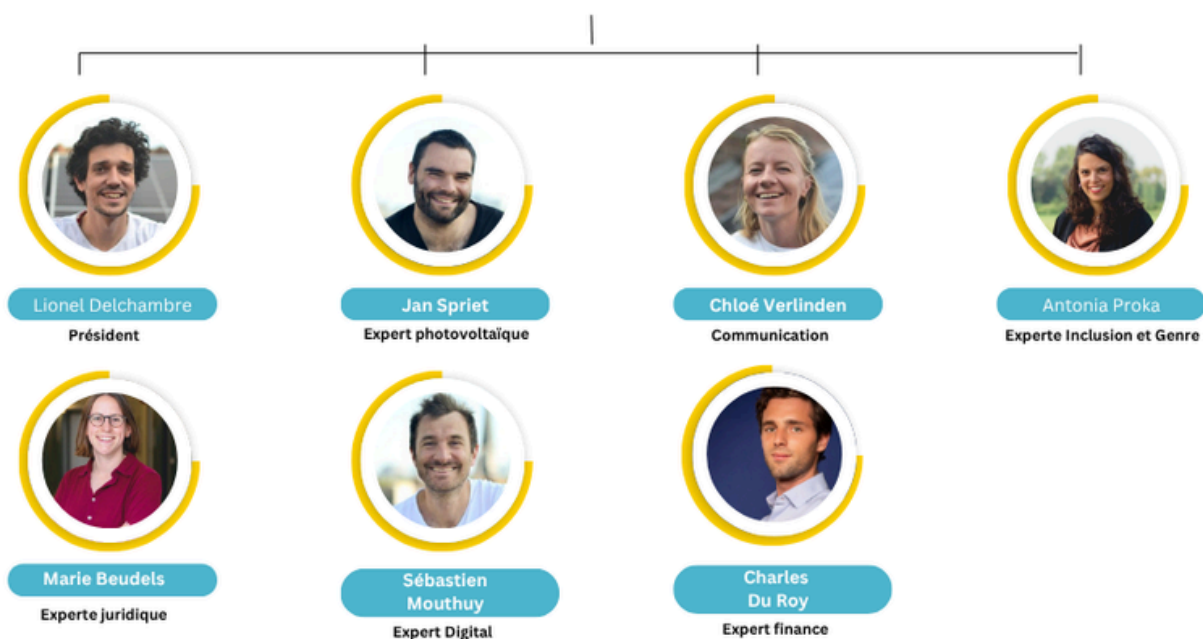 Lionel Delchambre
Président
Jan Spriet
Expert photovoltaïque
Chloé Verlinden
Communication
Antonia Proka
Experte Inclusion et Genre
Marie Beudels
Experte juridique
Sébastien
Mouthuy
Expert Digital
Charles
Du Roy
Expert finance